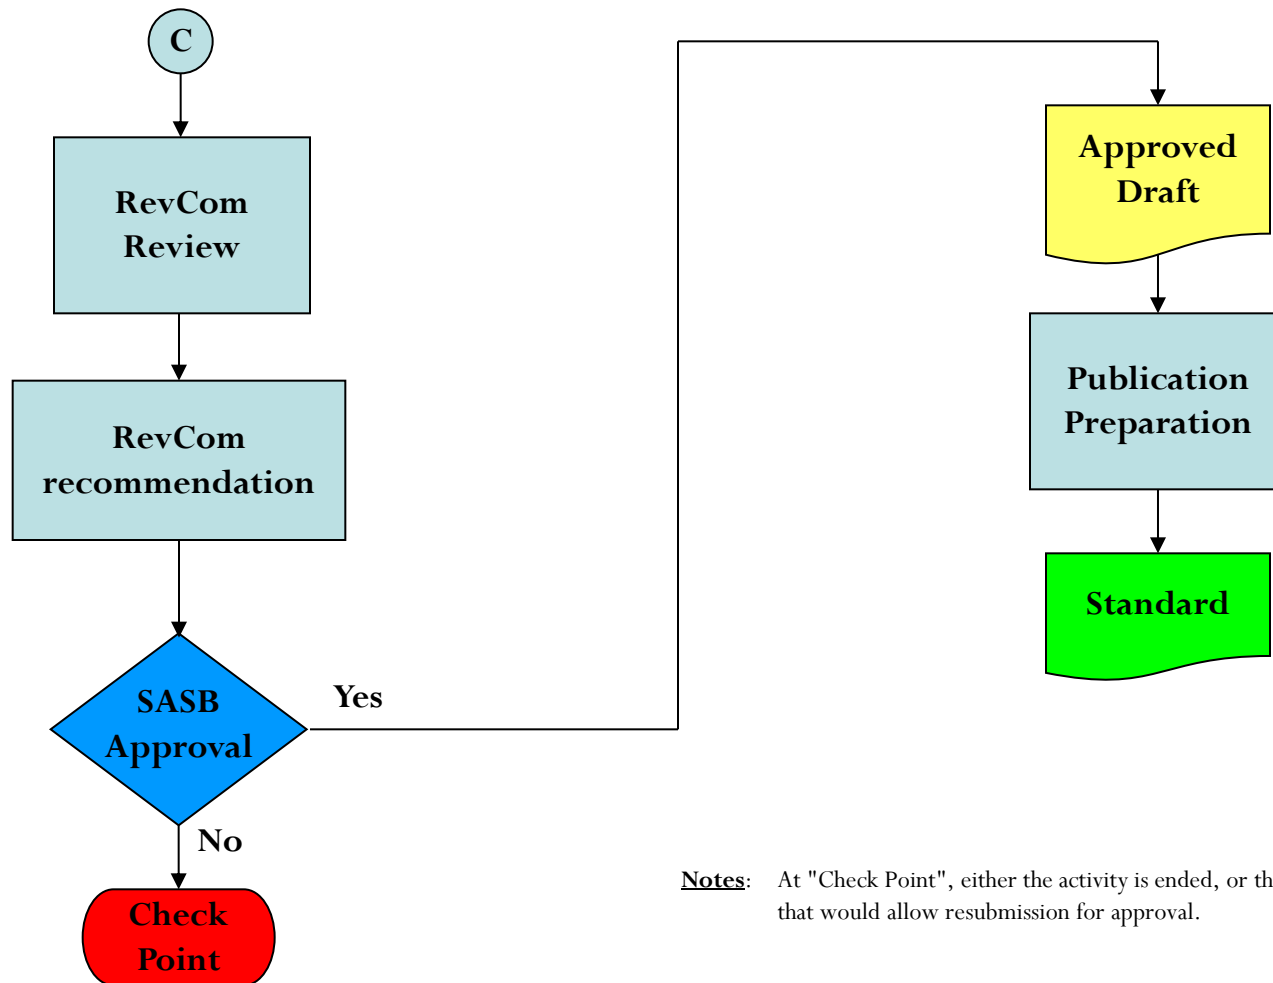 C
RevCom
Review
RevCom
recommendation
SASB
Approval
Yes
No
Check
Point
Approved
Draft
Publication
Preparation
Standard
Notes: At "Check Point", either the activity is ended, or
that would allow resubmission for approval.